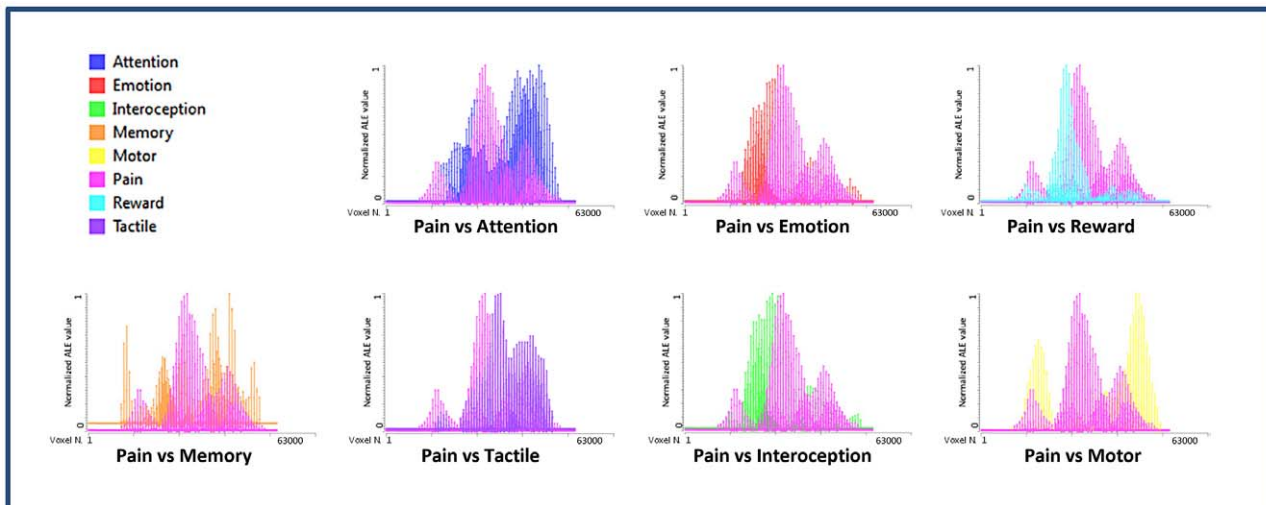 Attention
Emotion
Interoception
Memory
Motor
Pain
Reward
Tactile
1
Normalized ALE value
0
Voxel N. 1
63000
Pain vs Attention
1
Normalized ALE value
0
Voxel N. 1
63000
Pain vs Emotion
1
Normalized ALE value
0
Voxel N. 1
63000
Pain vs Reward
1
Normalized ALE value
0
Voxel N. 1
63000
Pain vs Memory
1
Normalized ALE value
0
Voxel N. 1
63000
Pain vs Tactile
1
Normalized ALE value
0
Voxel N. 1
63000
Pain vs Interoception
1
Normalized ALE value
0
Voxel N. 1
63000
Pain vs Motor